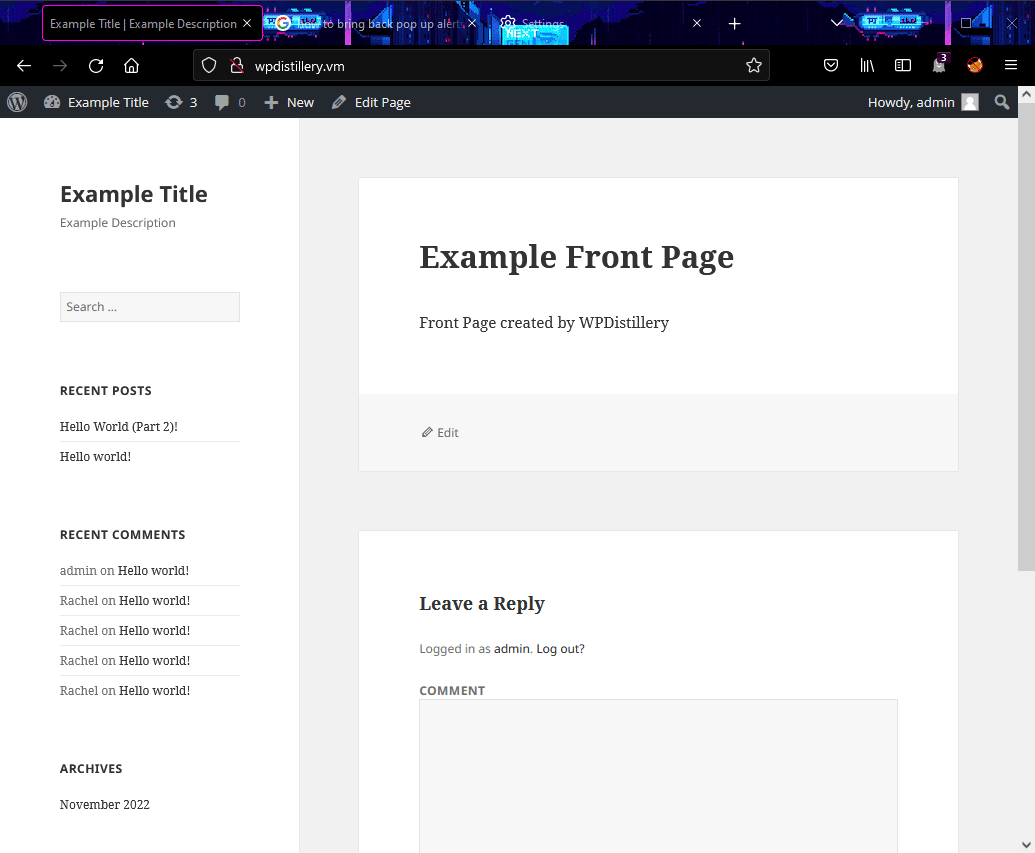 Example Title | Example Description
How to bring back pop up alert
Settings
NEXT
wpdistillery.vm
3
Example Title 3 0 New Edit Page Howdy, admin
Example Title
Example Description
Search ...
RECENT POSTS
Hello World (Part 2)!
Hello world!
RECENT COMMENTS
admin on Hello world!
Rachel on Hello world!
Rachel on Hello world!
Rachel on Hello world!
Rachel on Hello world!
ARCHIVES
November 2022
Example Front Page
Front Page created by WPDistillery
Edit
Leave a Reply
Logged in as admin. Log out?
COMMENT